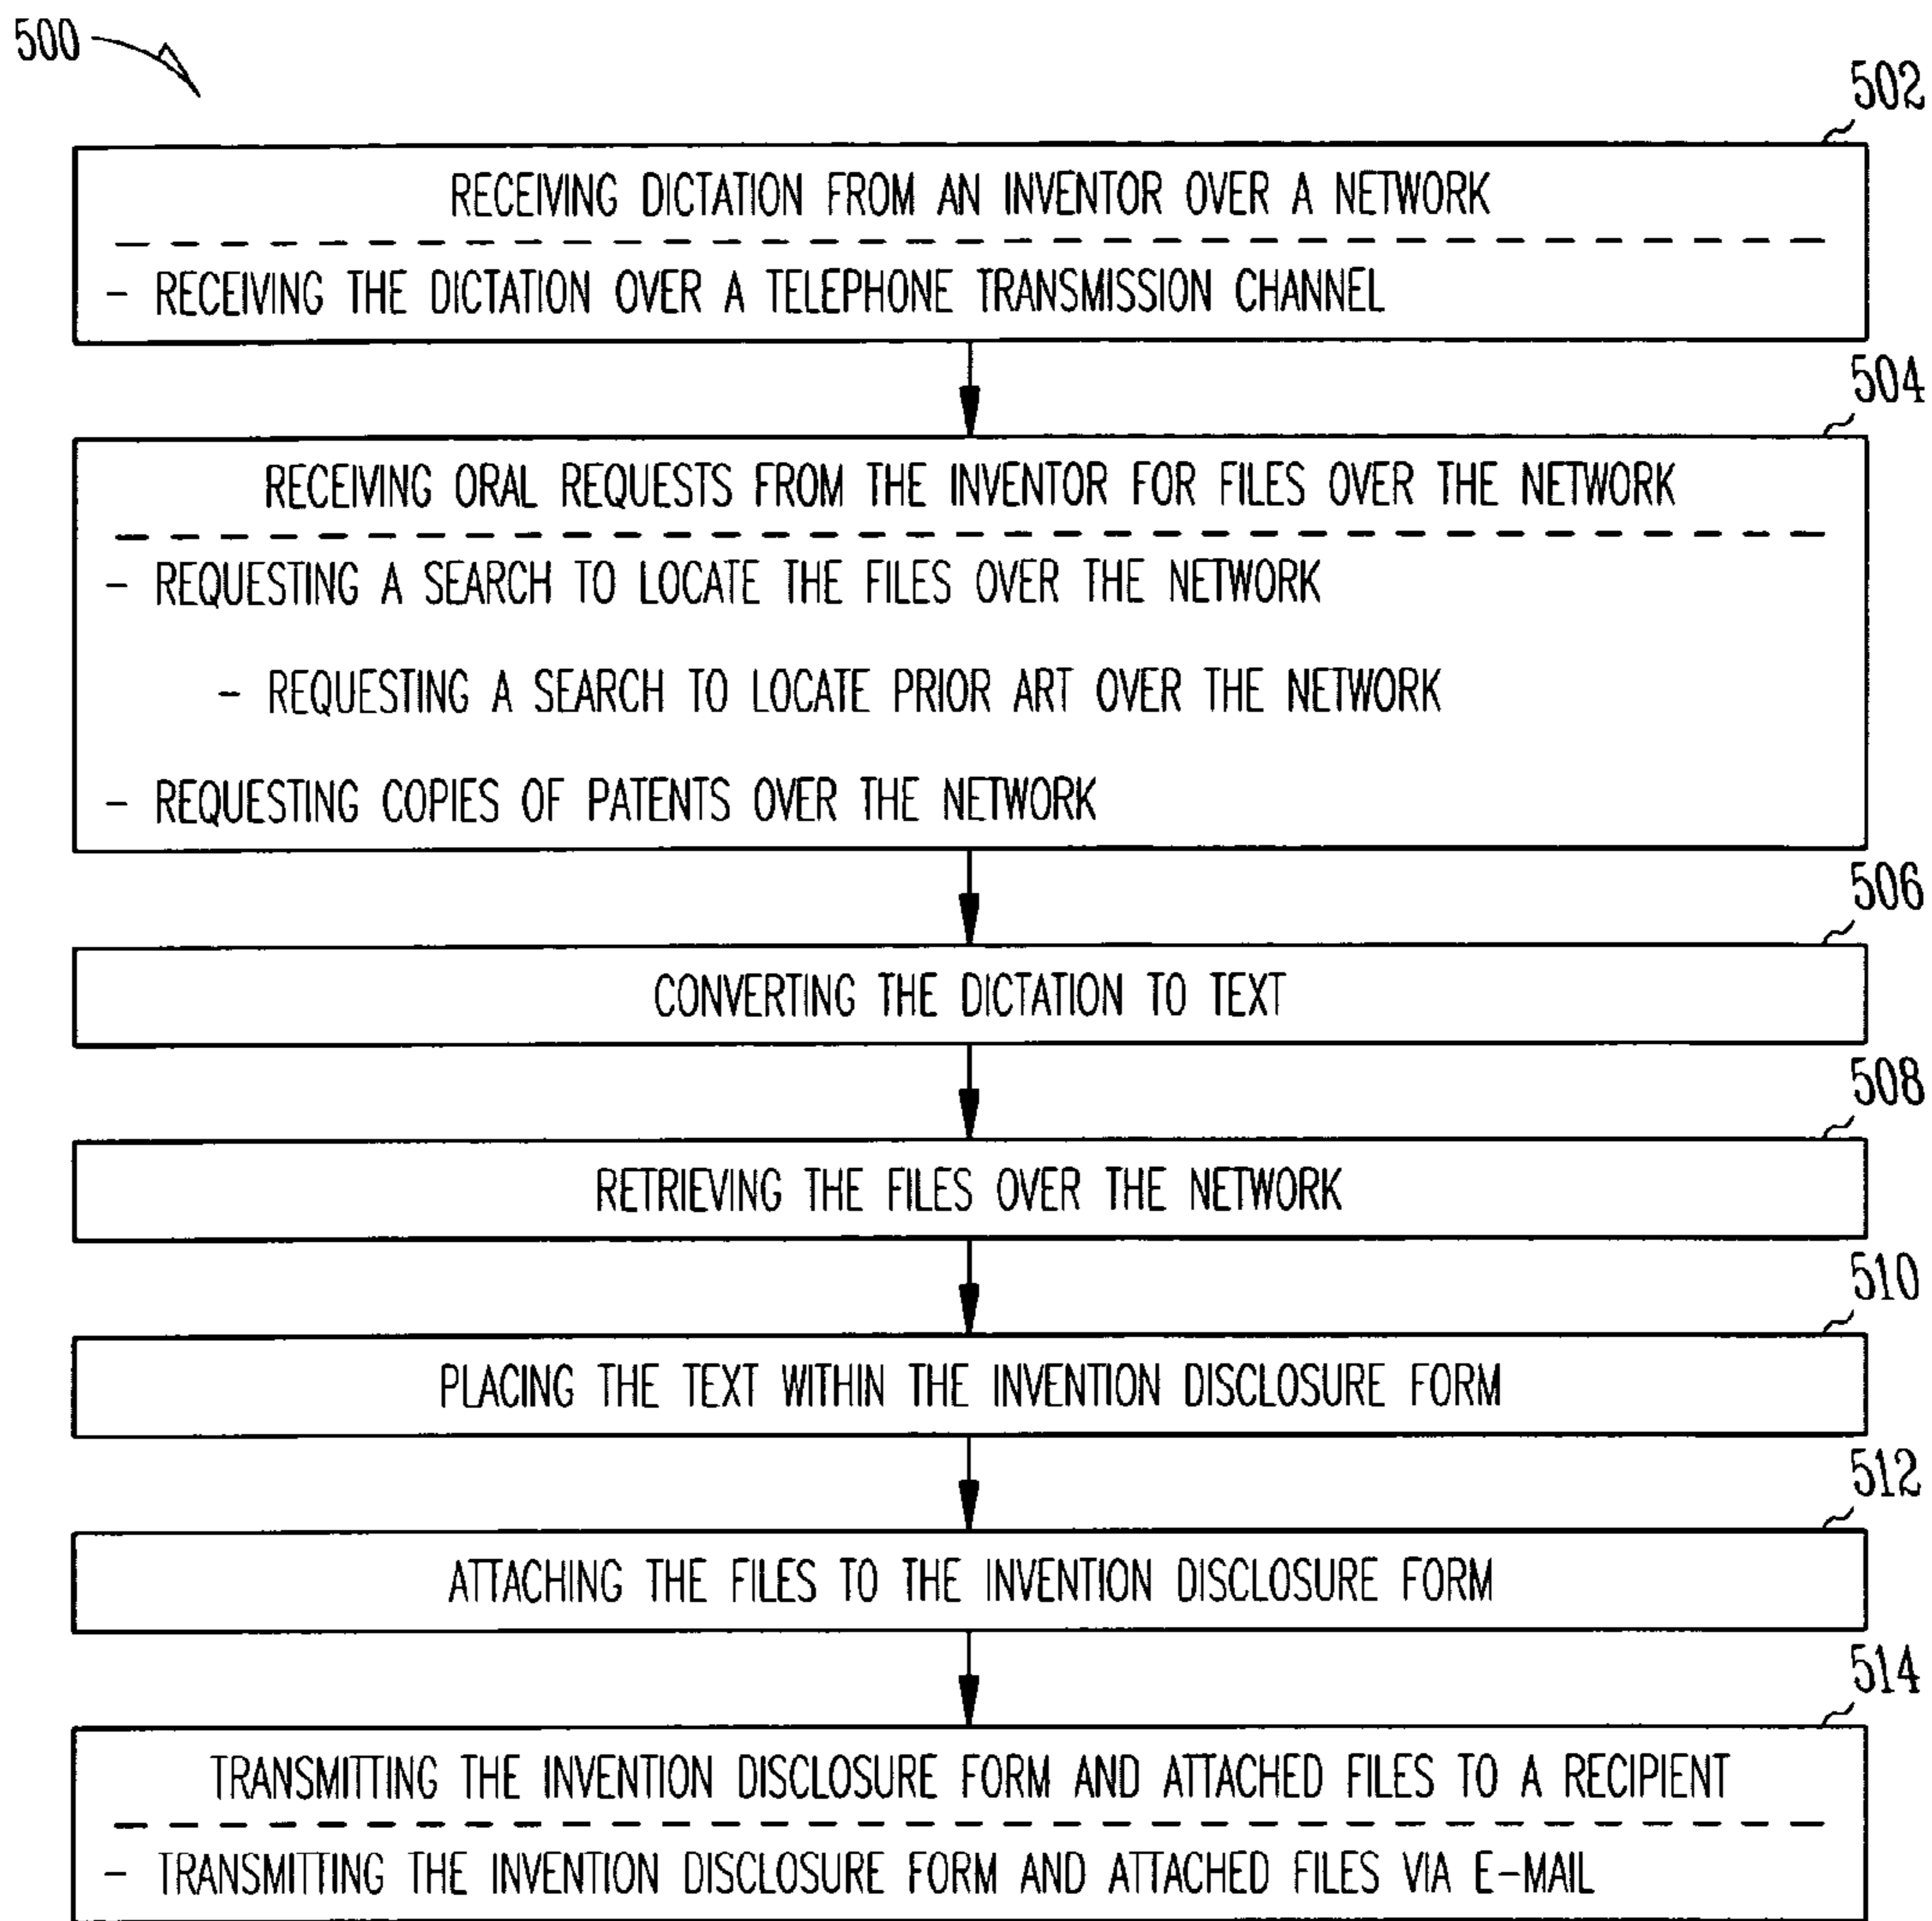 500
502
RECEIVING DICTATION FROM AN INVENTOR OVER A NETWORK
- RECEIVING THE DICTATION OVER A TELEPHONE TRANSMISSION CHANNEL
504
RECEIVING ORAL REQUESTS FROM THE INVENTOR FOR FILES OVER THE NETWORK
- REQUESTING A SEARCH TO LOCATE THE FILES OVER THE NETWORK
- REQUESTING A SEARCH TO LOCATE PRIOR ART OVER THE NETWORK
- REQUESTING COPIES OF PATENTS OVER THE NETWORK
506
CONVERTING THE DICTATION TO TEXT
508
RETRIEVING THE FILES OVER THE NETWORK
510
PLACING THE TEXT WITHIN THE INVENTION DISCLOSURE FORM
512
ATTACHING THE FILES TO THE INVENTION DISCLOSURE FORM
514
TRANSMITTING THE INVENTION DISCLOSURE FORM AND ATTACHED FILES TO A RECIPIENT
- TRANSMITTING THE INVENTION DISCLOSURE FORM AND ATTACHED FILES VIA E-MAIL